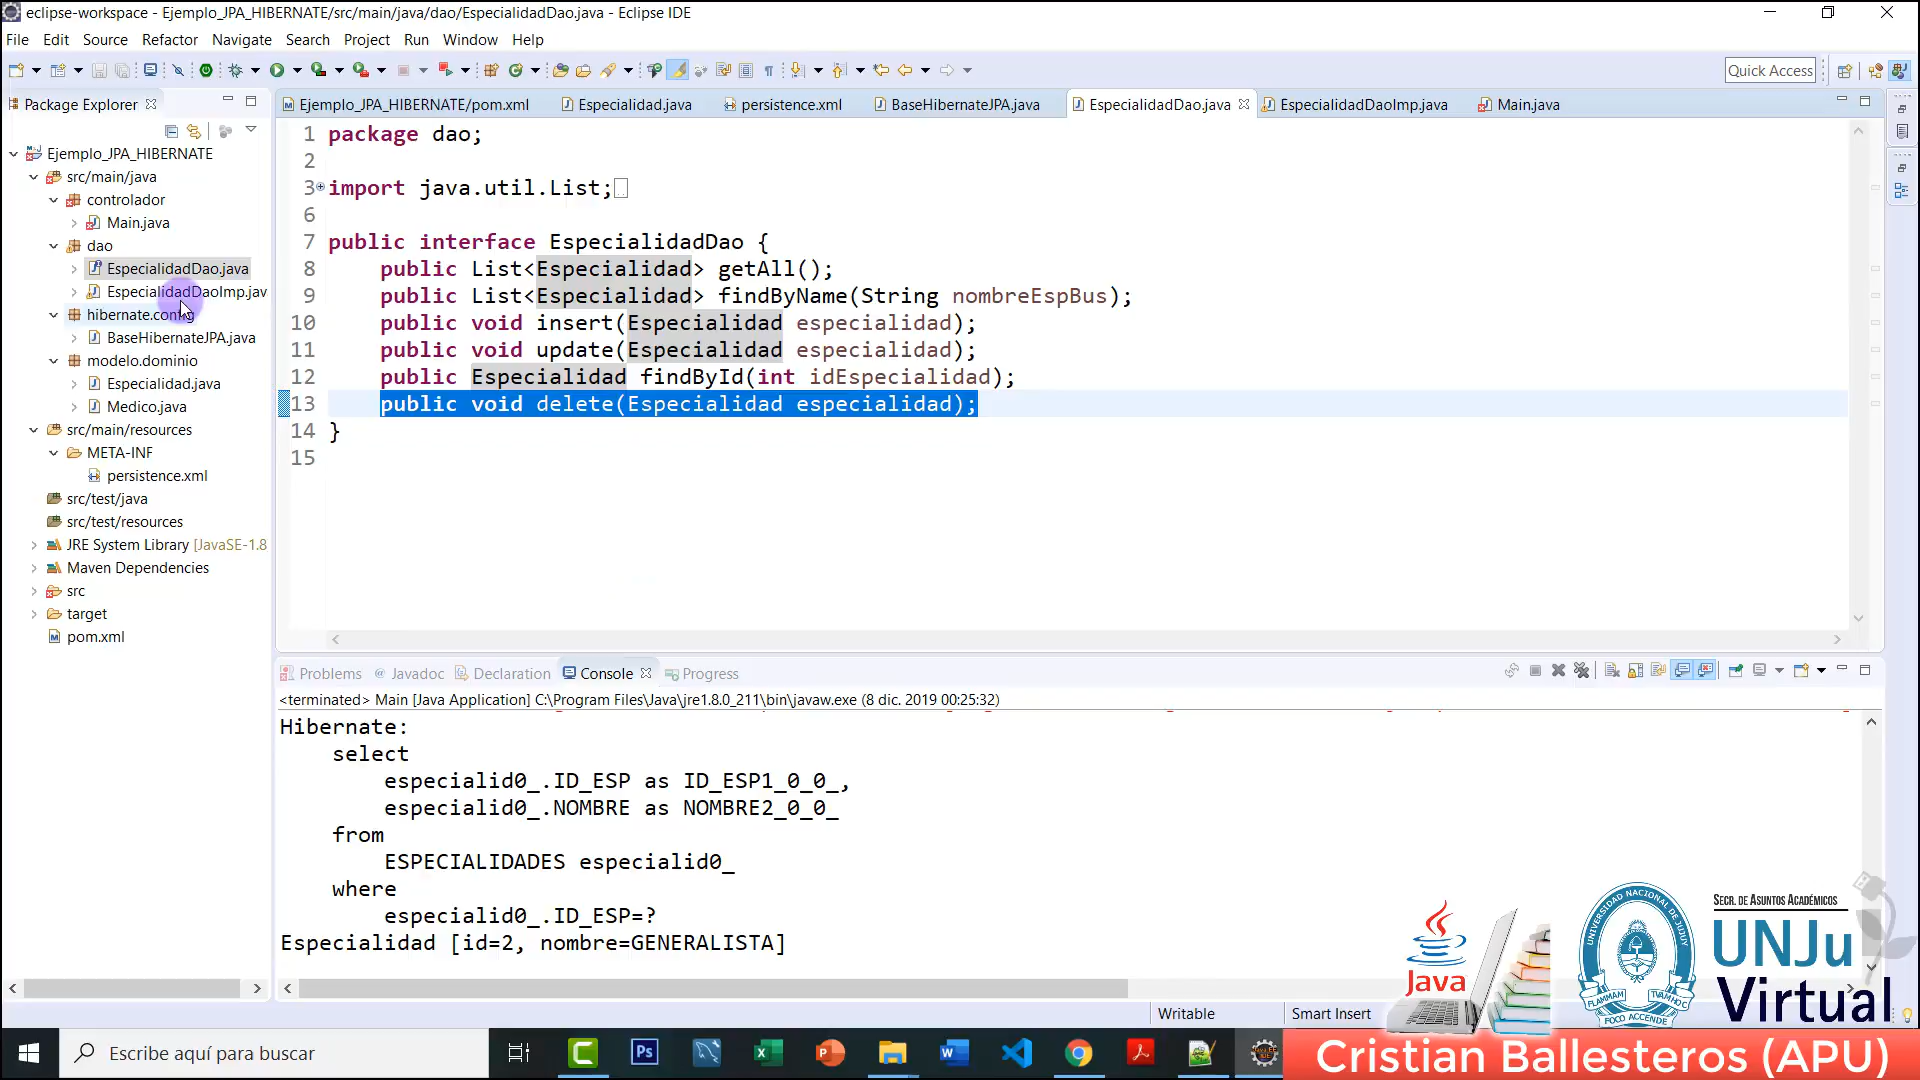 eclipse-workspace - Ejemplo_JPA_HIBERNATE/src/main/java/dao/EspecialidadDao.java - Eclipse IDE
File Edit Source Refactor Navigate Search Project Run Window Help
Quick Access
Package Explorer
Ejemplo_JPA_HIBERNATE/pom.xml Especialidad.java persistence.xml BaseHibernateJPA.java EspecialidadDao.java EspecialidadDaoImp.java Main.java
Ejemplo_JPA_HIBERNATE
src/main/java
controlador
Main.java
dao
EspecialidadDao.java
EspecialidadDaoImp.jav
hibernate.config
BaseHibernateJPA.java
modelo.dominio
Especialidad.java
Medico.java
src/main/resources
META-INF
persistence.xml
src/test/java
src/test/resources
JRE System Library [JavaSE-1.8
Maven Dependencies
src
target
pom.xml
1 package dao;
2
3 import java.util.List;
6
7 public interface EspecialidadDao {
8 public List<Especialidad> getAll();
9 public List<Especialidad> findByName(String nombreEspBus);
10 public void insert(Especialidad especialidad);
11 public void update(Especialidad especialidad);
12 public Especialidad findById(int idEspecialidad);
13 public void delete(Especialidad especialidad);
14 }
15
Problems Javadoc Declaration Console Progress
<terminated> Main [Java Application] C:\Program Files\Java\jre1.8.0_211\bin\javaw.exe (8 dic. 2019 00:25:32)
Hibernate:
select
especialid0_.ID_ESP as ID_ESP1_0_0_,
especialid0_.NOMBRE as NOMBRE2_0_0_
from
ESPECIALIDADES especialid0_
where
especialid0_.ID_ESP=?
Especialidad [id=2, nombre=GENERALISTA]
Writable Smart Insert
Java
UNIVERSIDAD NACIONAL DE JUJUY
FOCO ACCENDE
SECR. DE ASUNTOS ACADÉMICOS
UNJu
Virtual
Escribe aquí para buscar
Cristian Ballesteros (APU)